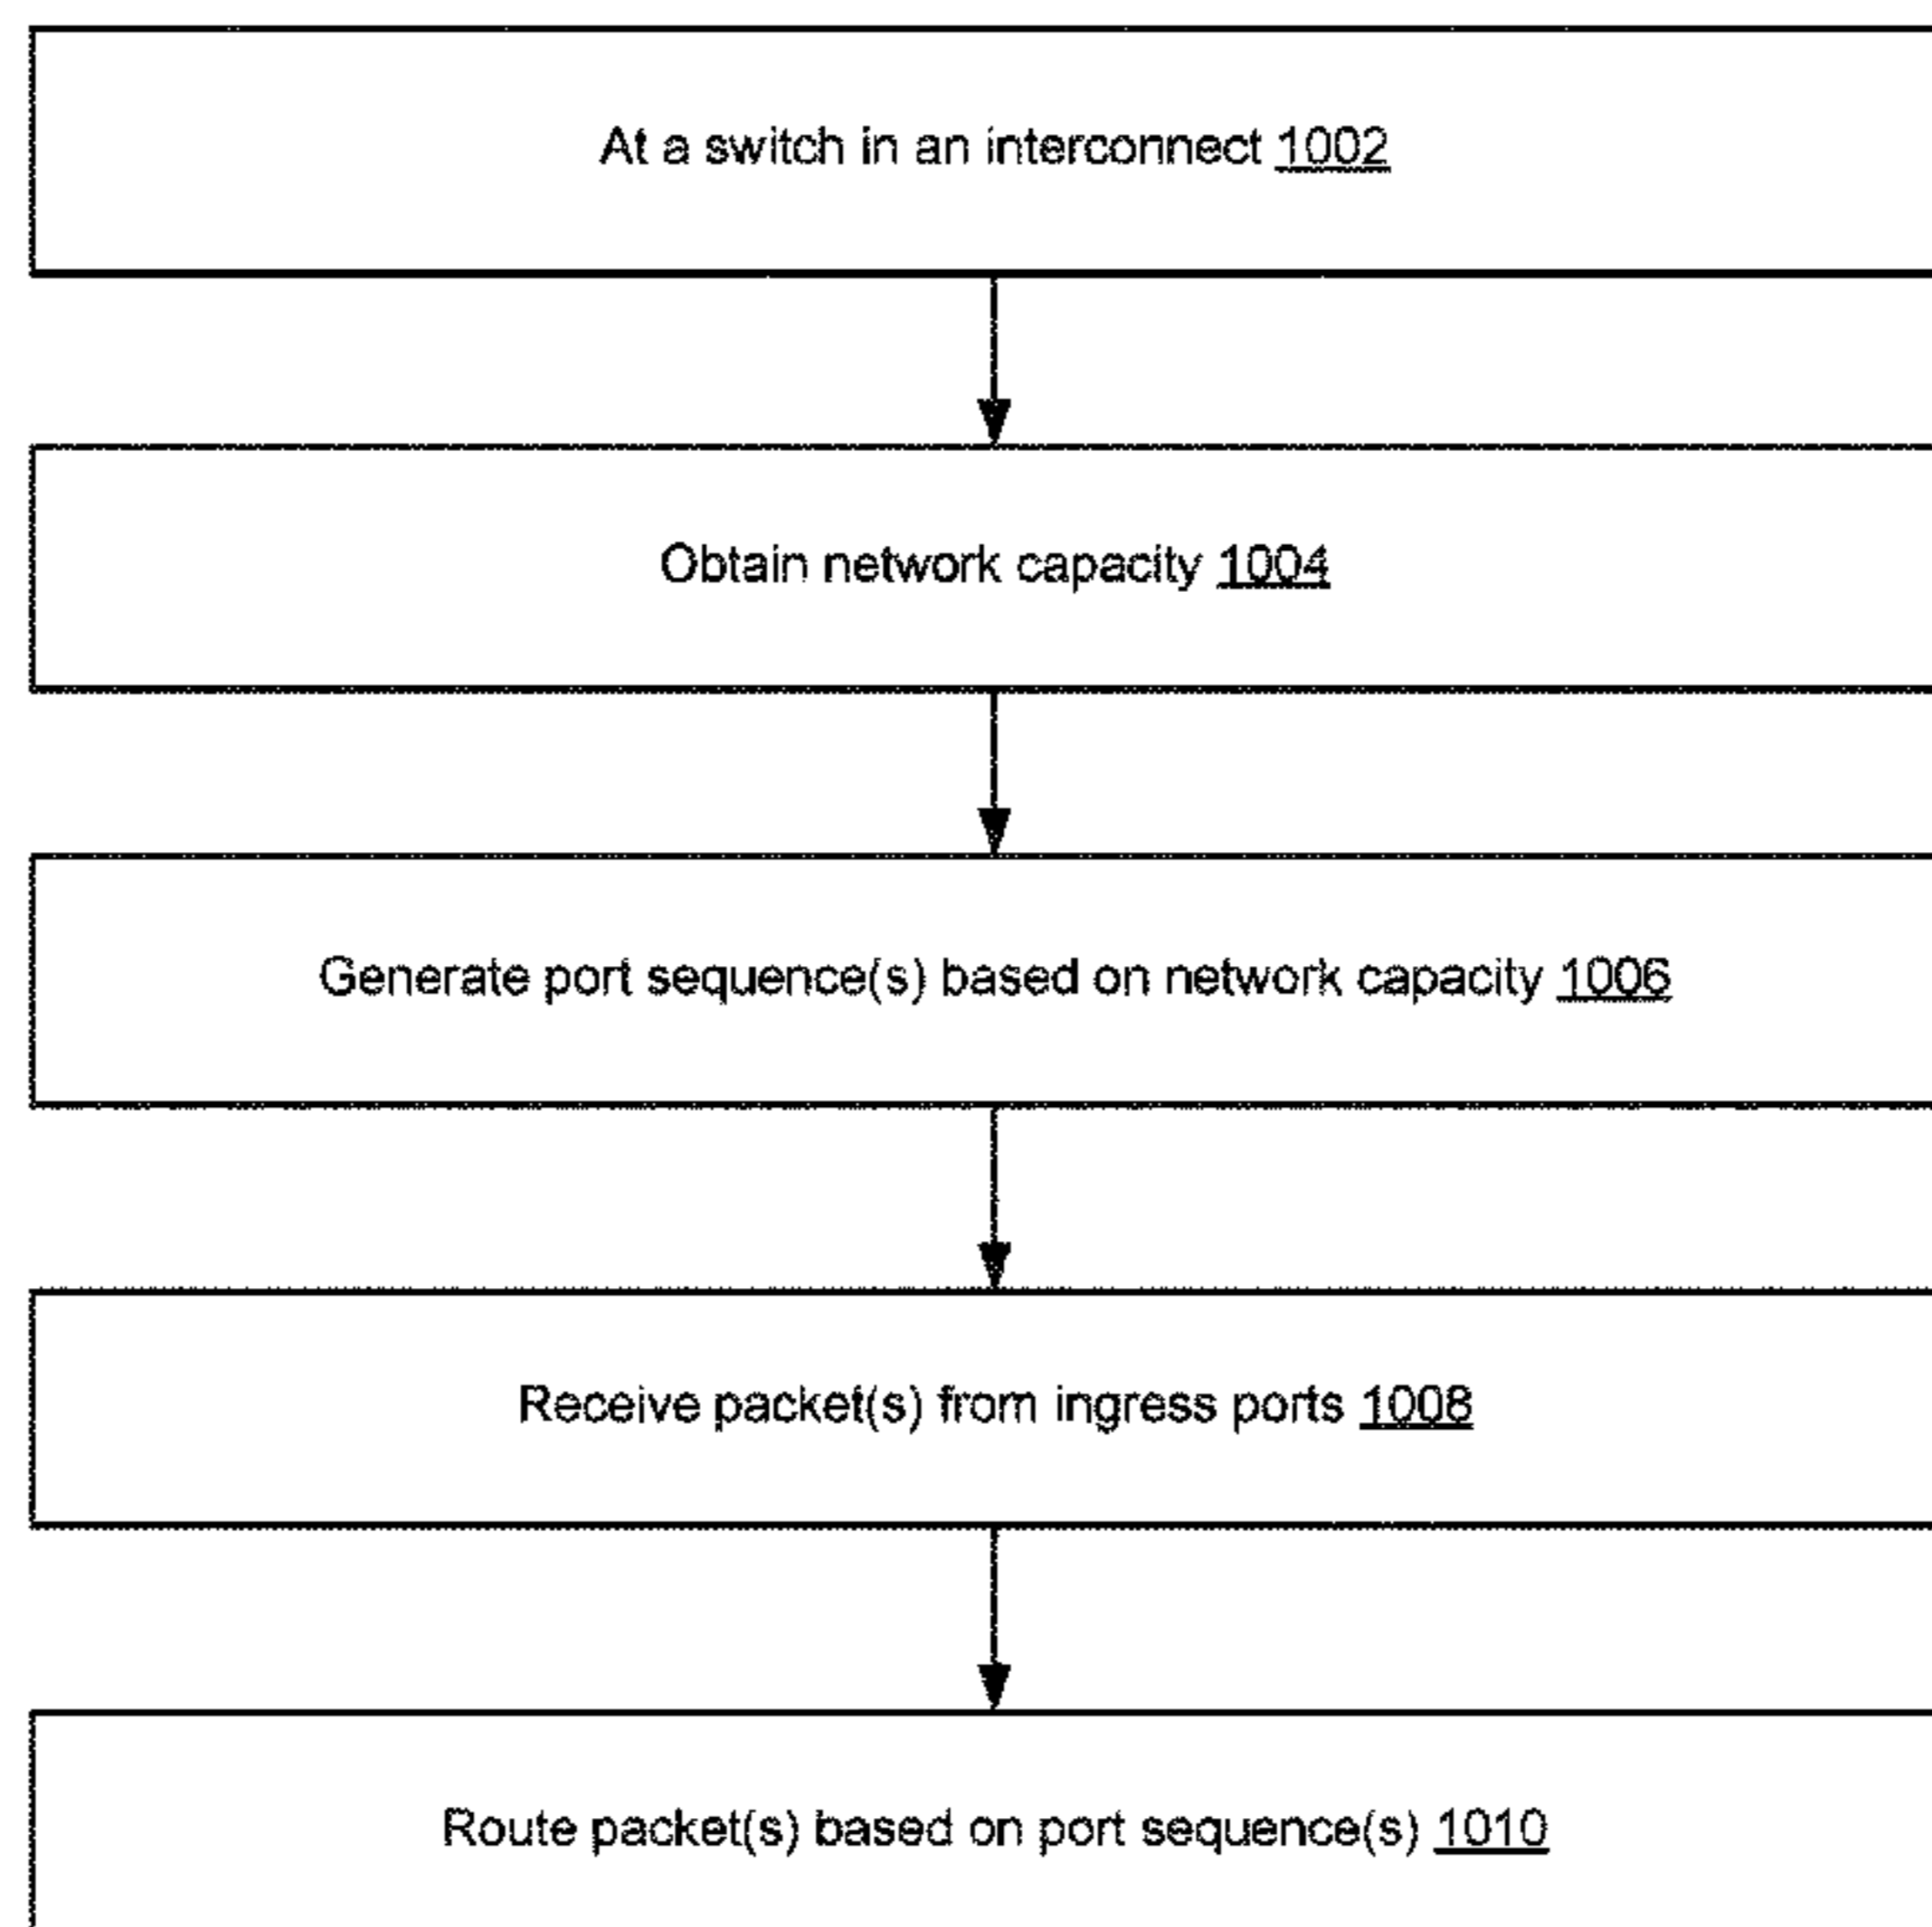 At a switch in an interconnect 1002
Obtain network capacity 1004
Generate port sequence(s) based on network capacity 1006
Receive packet(s) from ingress ports 1008
Route packet(s) based on port sequence(s) 1010